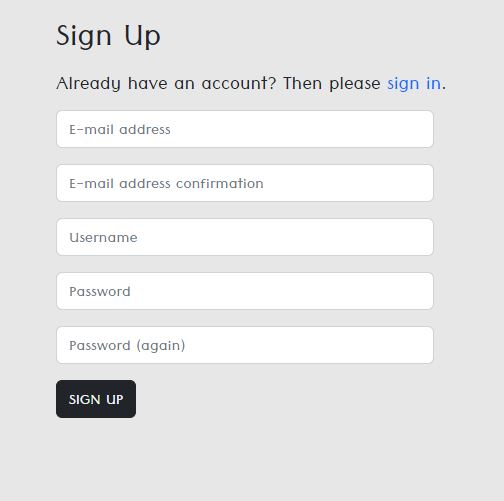 Sign Up
Already have an account? Then please sign in.
E-mail address
E-mail address confirmation
Username
Password
Password (again)
SIGN UP